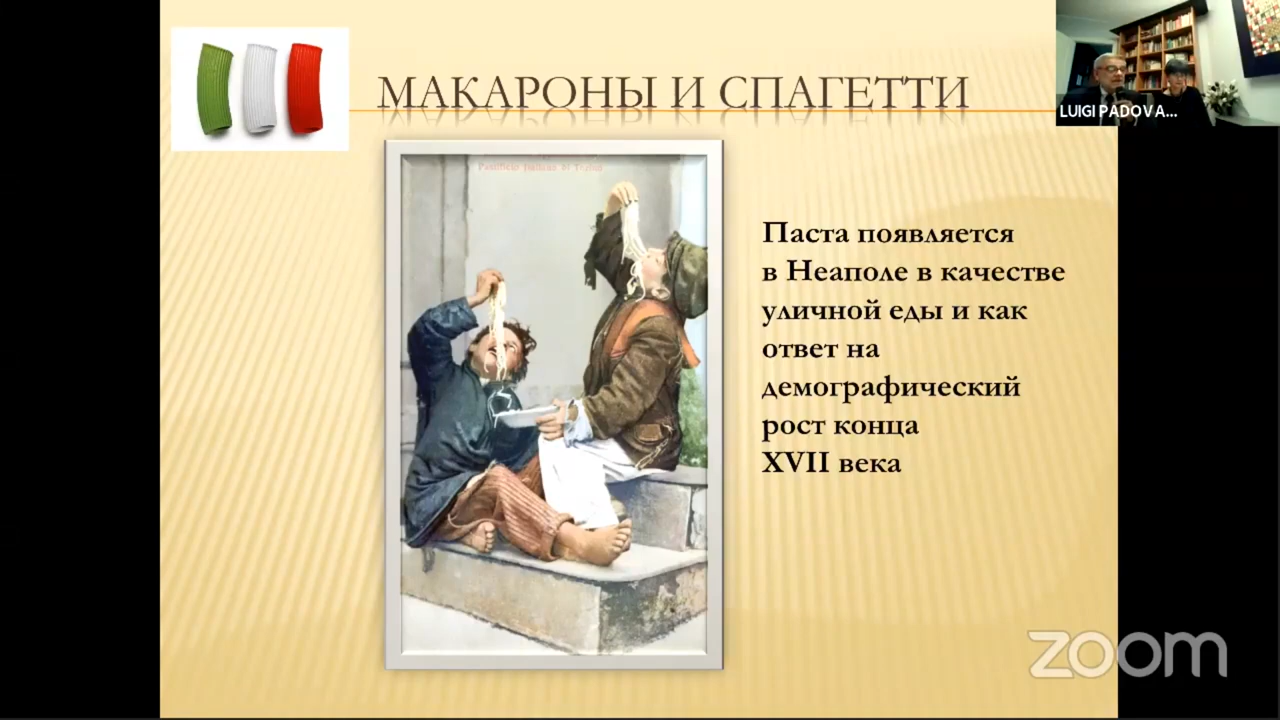 МАКАРОНЫ И СПАГЕТТИ
LUIGI PADOVA...
Паста появляется
в Неаполе в качестве
уличной еды и как
ответ на
демографический
рост конца
XVII века
zoom